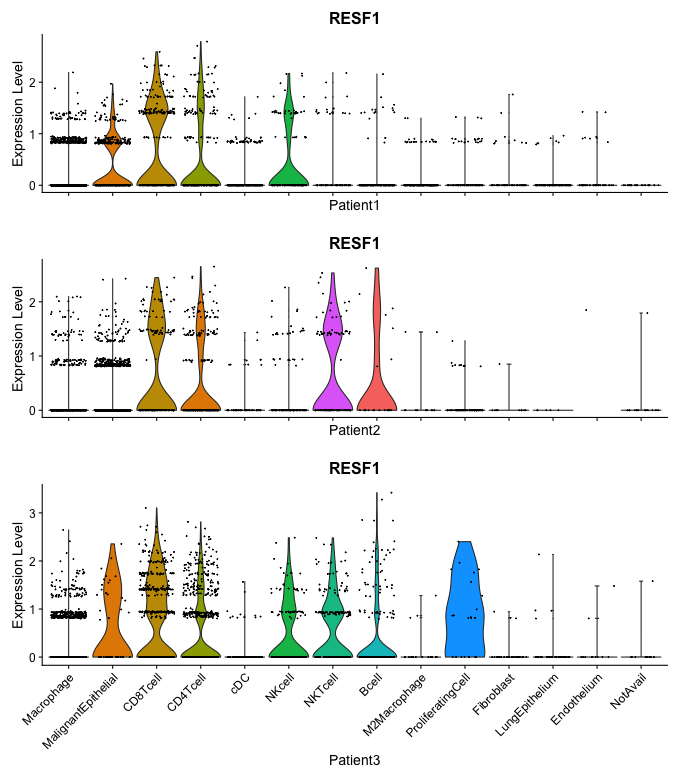 RESF1
Expression Level
2
1
0
Patient1
RESF1
Expression Level
2
1
0
Patient2
RESF1
Expression Level
3
2
1
0
Macrophage
MalignantEpithelial
CD8Tcell
CD4Tcell
cDC
NKcell
NKTcell
Bcell
M2Macrophage
ProliferatingCell
Fibroblast
LungEpithelium
Endothelium
NotAvail
Patient3